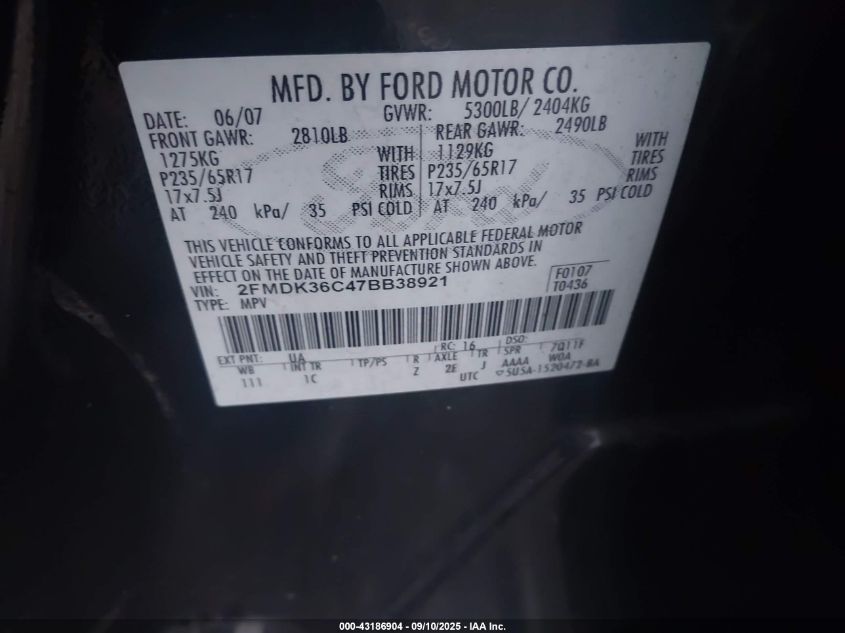 MFD. BY FORD MOTOR CO.
DATE: 06/07 GVWR: 5300LB/ 2404KG
FRONT GAWR: 2810LB REAR GAWR: 2490LB
1275KG WITH 1129KG WITH
P235/65R17 TIRES P235/65R17 TIRES
17x7.5J RIMS 17x7.5J RIMS
AT 240 kPa/ 35 PSI COLD AT 240 kPa/ 35 PSI COLD
THIS VEHICLE CONFORMS TO ALL APPLICABLE FEDERAL MOTOR
VEHICLE SAFETY AND THEFT PREVENTION STANDARDS IN
EFFECT ON THE DATE OF MANUFACTURE SHOWN ABOVE.
VIN: 2FMDK36C47BB38921 F0107
TYPE: MPV T0436
EXT PNT: UA RC: 16 DSO: 7Q11F
WB INT TR TP/PS R AXLE TR SPR WOA
111 1C Z 2E J AAAA
UTC 5U5A-1520472-BA
000-43186904 - 09/10/2025 - IAA Inc.